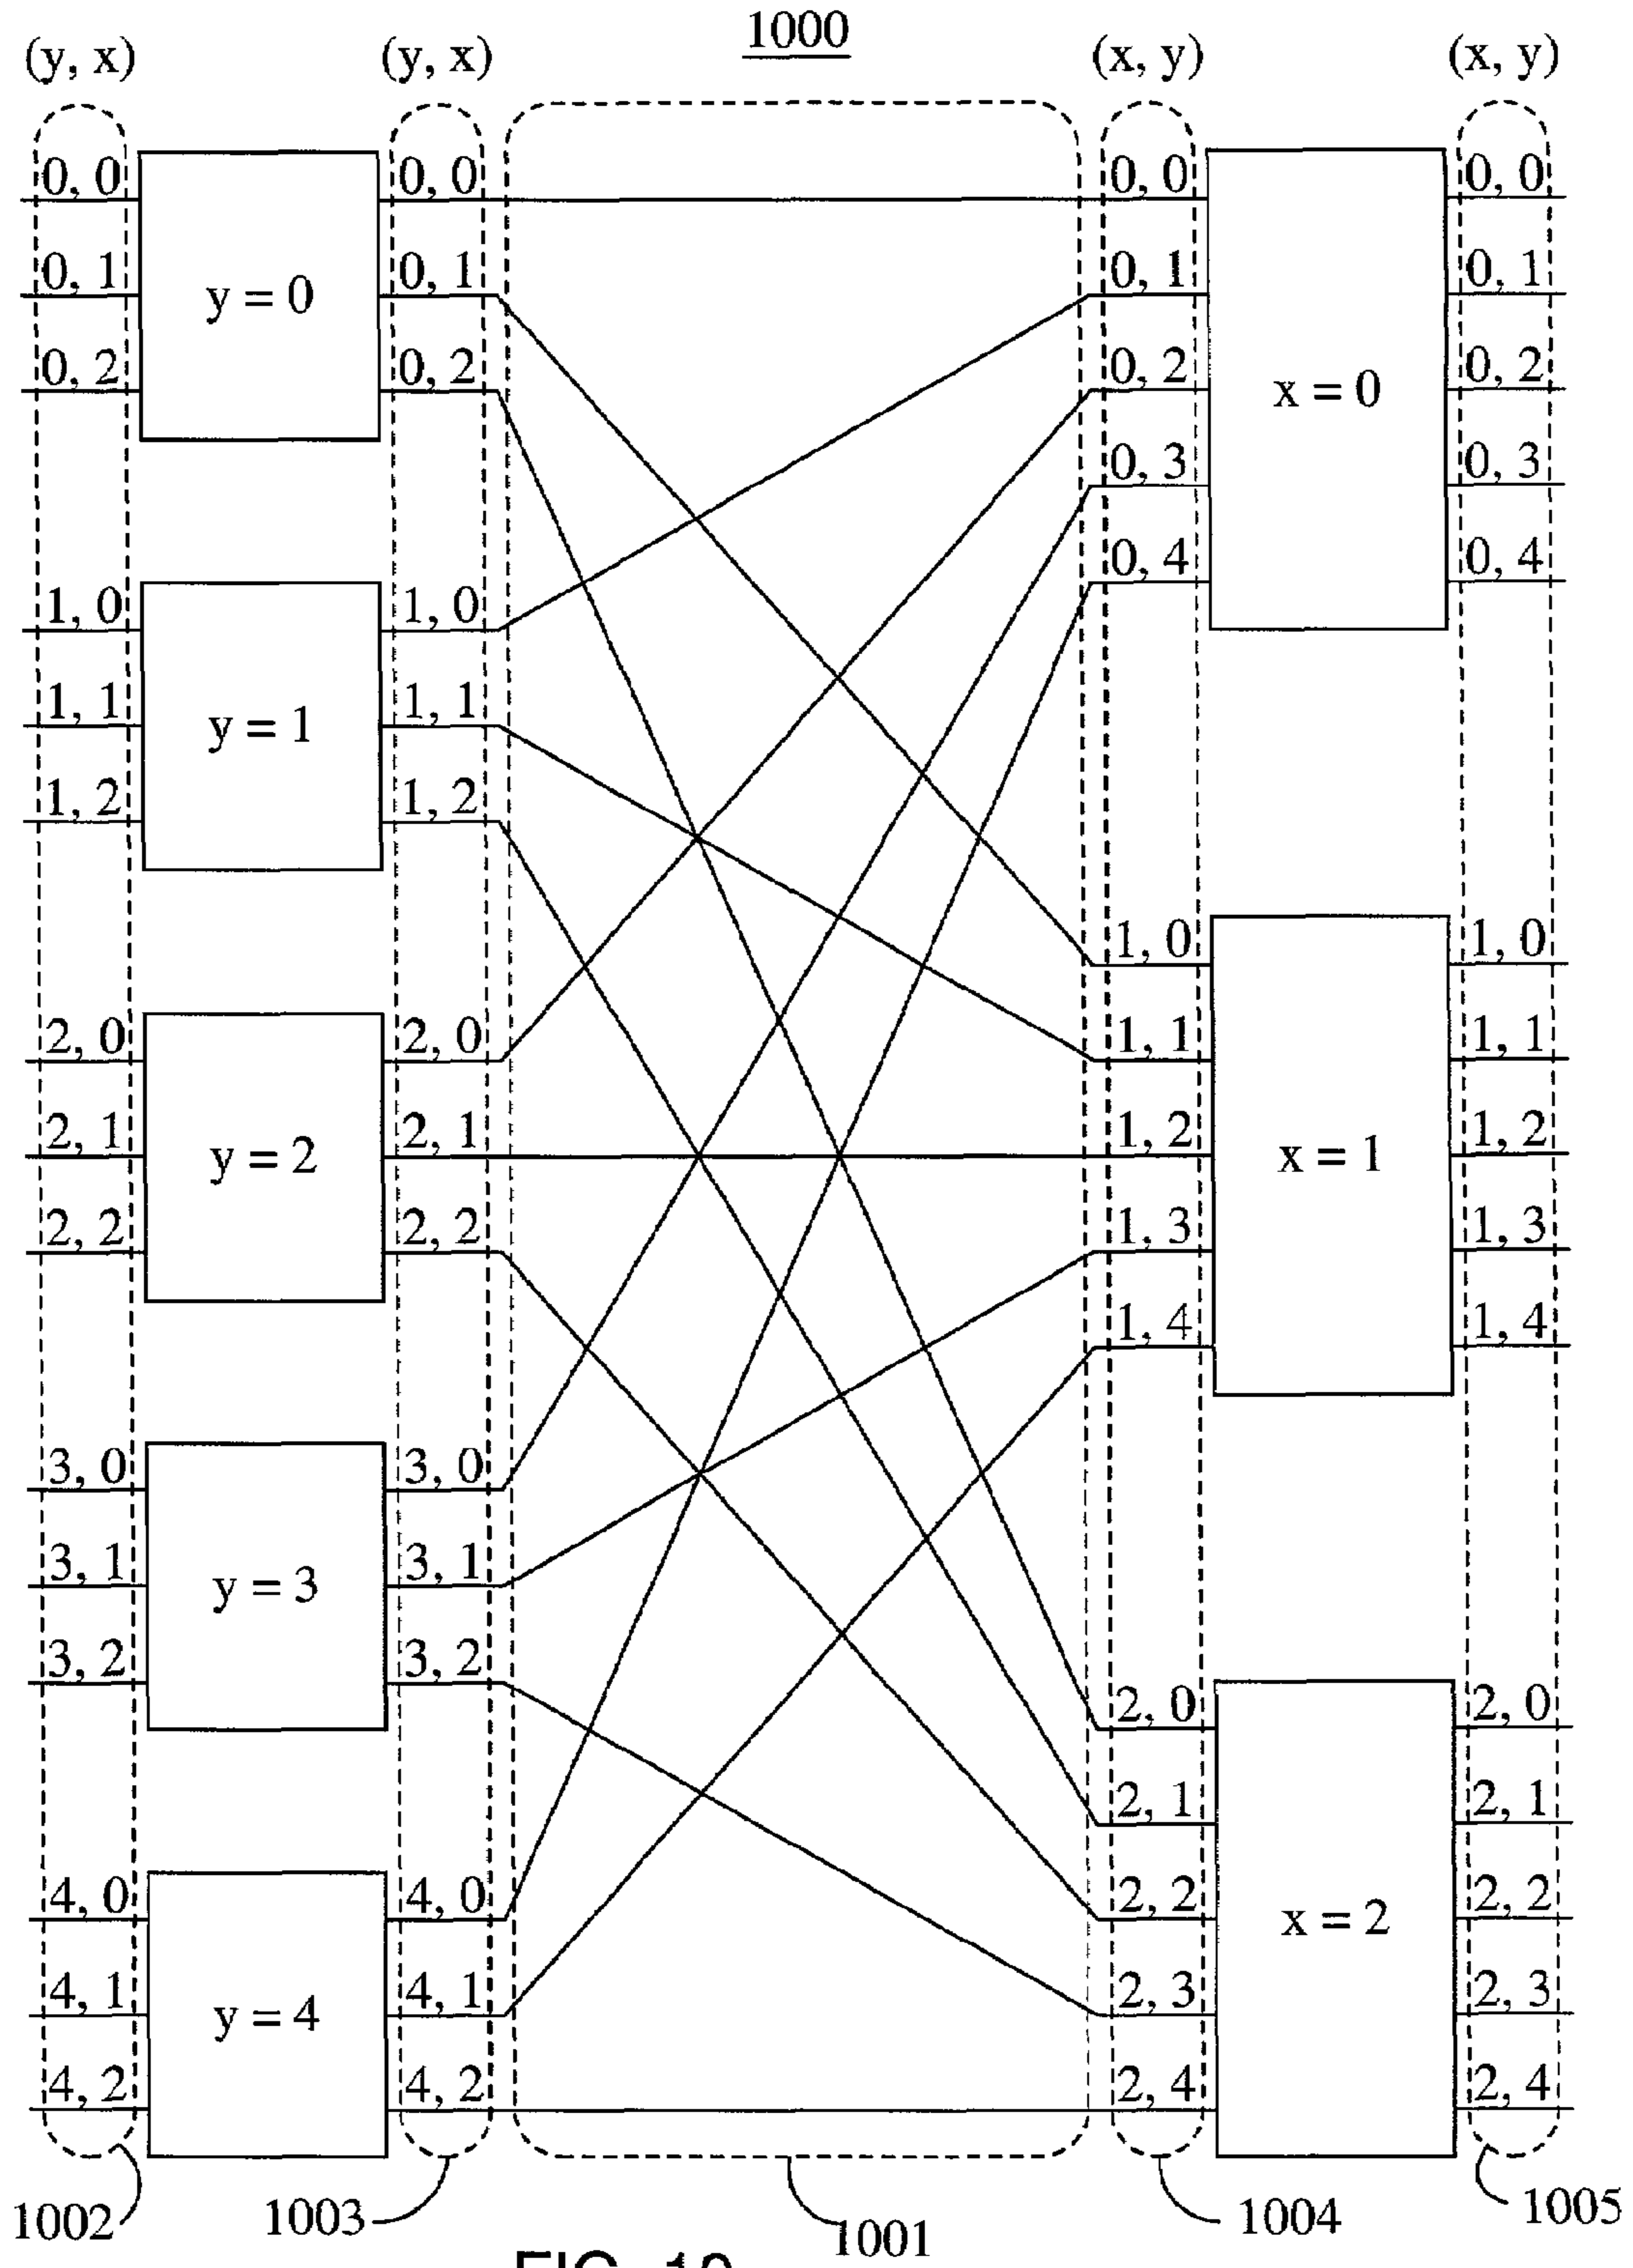 1000
(y, x) (y, x) (x, y) (x, y)
0, 0 0, 0 0, 0 0, 0
0, 1 y = 0 0, 1 0, 1 0, 1
0, 2 0, 2 0, 2 x = 0 0, 2
0, 3 0, 3
0, 4 0, 4
1, 0 1, 0
1, 1 y = 1 1, 1
1, 2 1, 2
1, 0 1, 0
2, 0 2, 0 1, 1 1, 1
2, 1 y = 2 2, 1 1, 2 x = 1 1, 2
2, 2 2, 2 1, 3 1, 3
1, 4 1, 4
3, 0 3, 0
3, 1 y = 3 3, 1
3, 2 3, 2
2, 0 2, 0
2, 1 2, 1
4, 0 4, 0 2, 2 x = 2 2, 2
4, 1 y = 4 4, 1 2, 3 2, 3
4, 2 4, 2 2, 4 2, 4
1002 1003 1001 1004 1005
FIG. 10